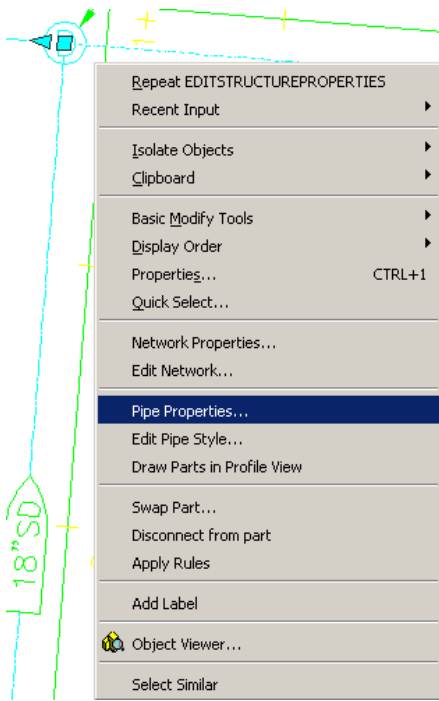 Repeat EDITSTRUCTUREPROPERTIES
Recent Input
Isolate Objects
Clipboard
Basic Modify Tools
Display Order
Properties... CTRL+1
Quick Select...
Network Properties...
Edit Network...
Pipe Properties...
Edit Pipe Style...
Draw Parts in Profile View
Swap Part...
Disconnect from part
Apply Rules
Add Label
Object Viewer...
Select Similar
18"SD